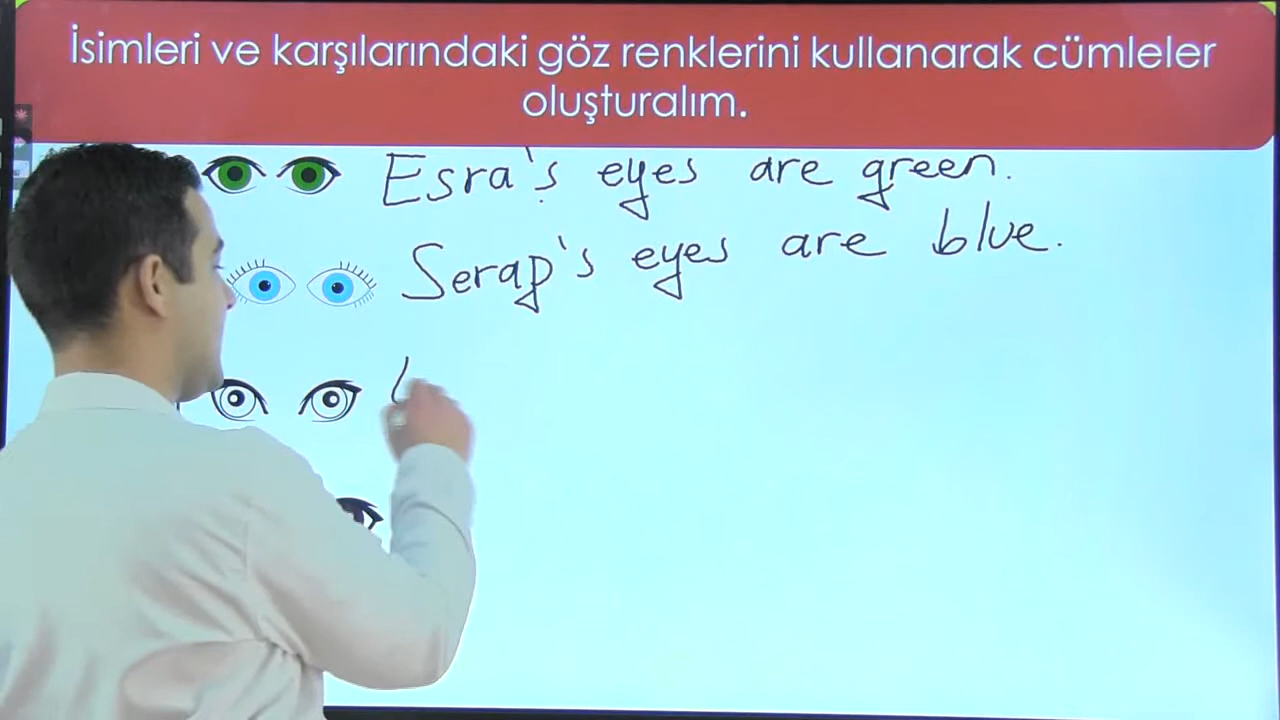 İsimleri ve karşılarındaki göz renklerini kullanarak cümleler
oluşturalım.
Esra's eyes are green.
Serap's eyes are blue.